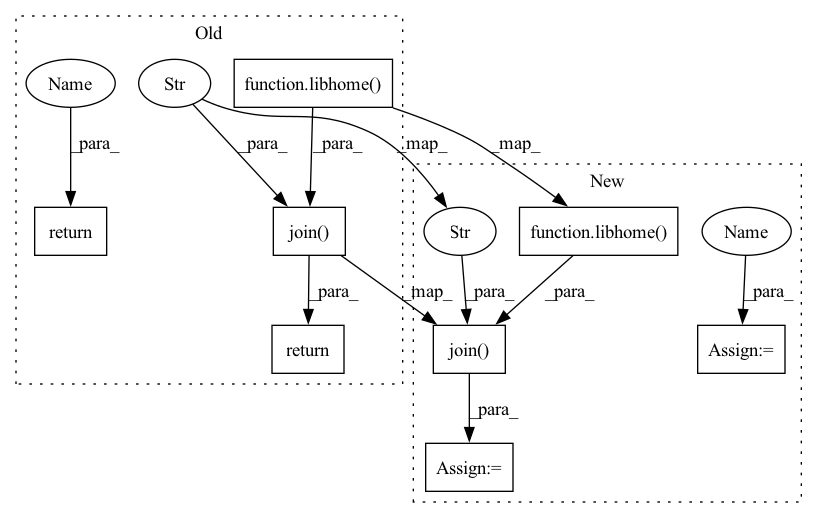 Old
Name
Str
function.libhome()
_para_
_para_
_para_
_map_
_map_
New
return
join()
Str
function.libhome()
Name
_para_
_map_
_para_
_para_
_para_
return
join()
Assign:=
_para_
Assign:=